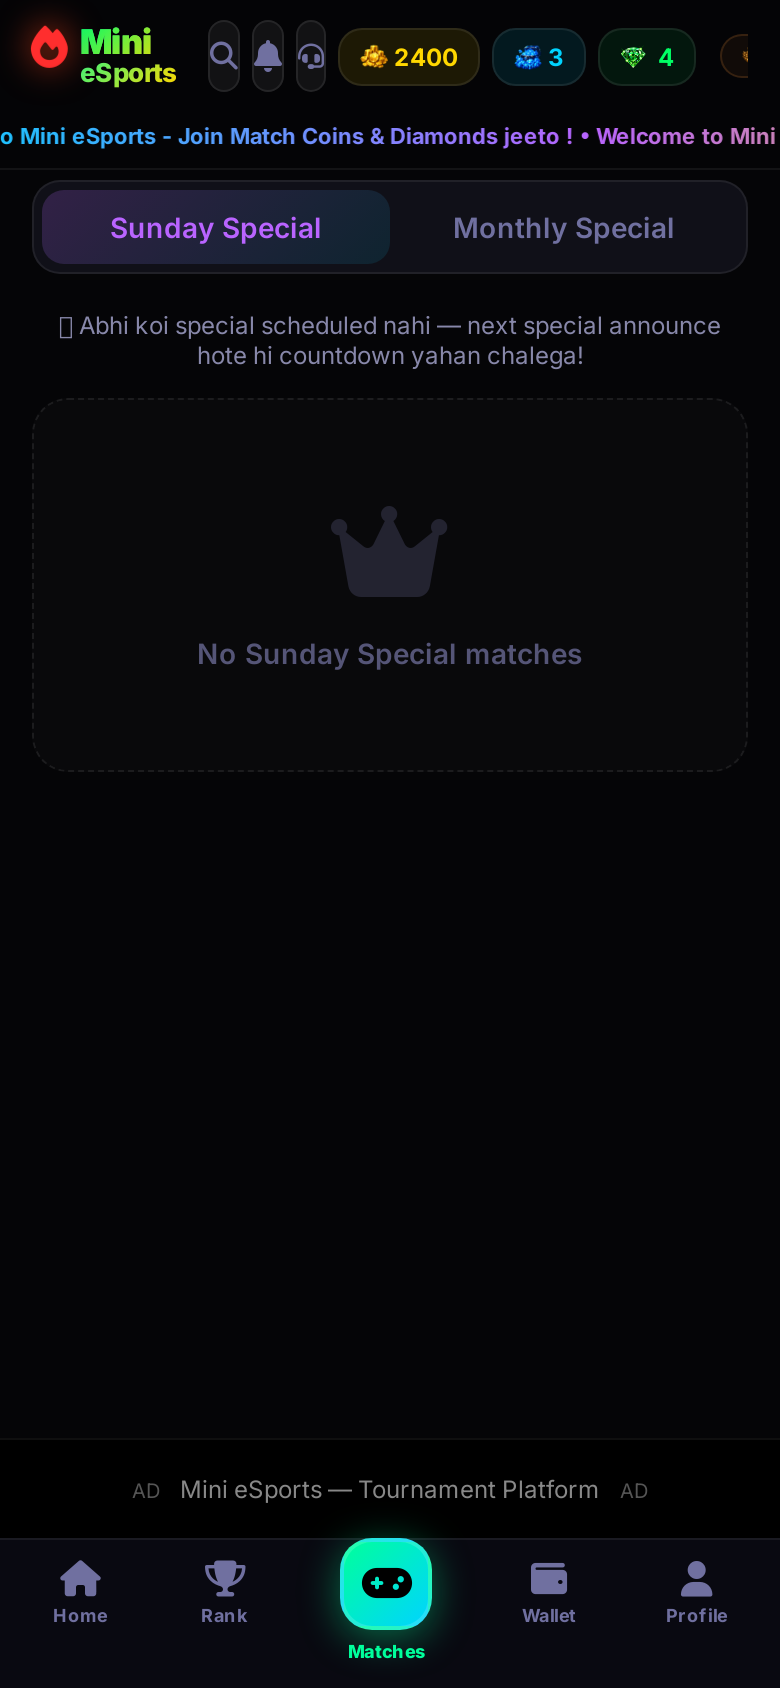 Mini
eSports
2400
3
4
o Mini eSports - Join Match Coins & Diamonds jeeto ! • Welcome to Mini
Sunday Special
Monthly Special
Abhi koi special scheduled nahi — next special announce
hote hi countdown yahan chalega!
No Sunday Special matches
AD Mini eSports — Tournament Platform AD
Home
Rank
Matches
Wallet
Profile